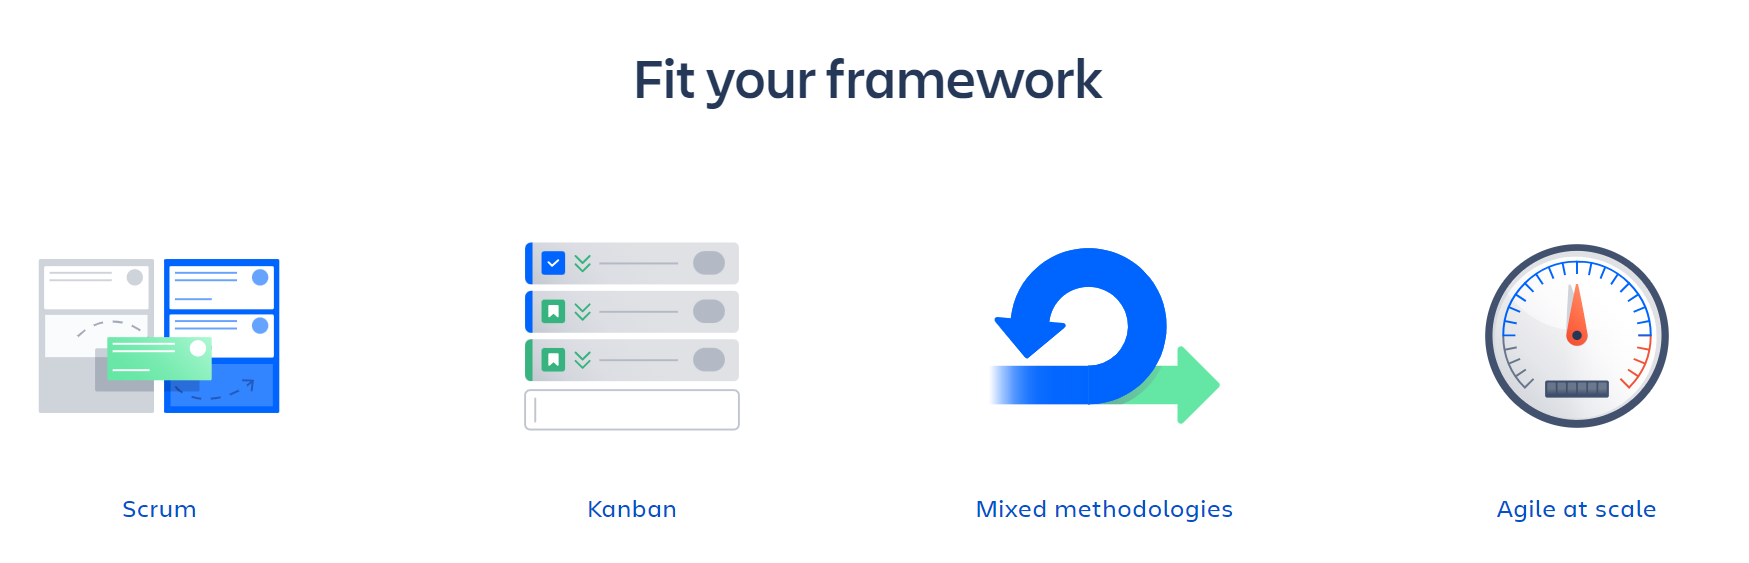 Fit your framework
Scrum
Kanban
Mixed methodologies
Agile at scale